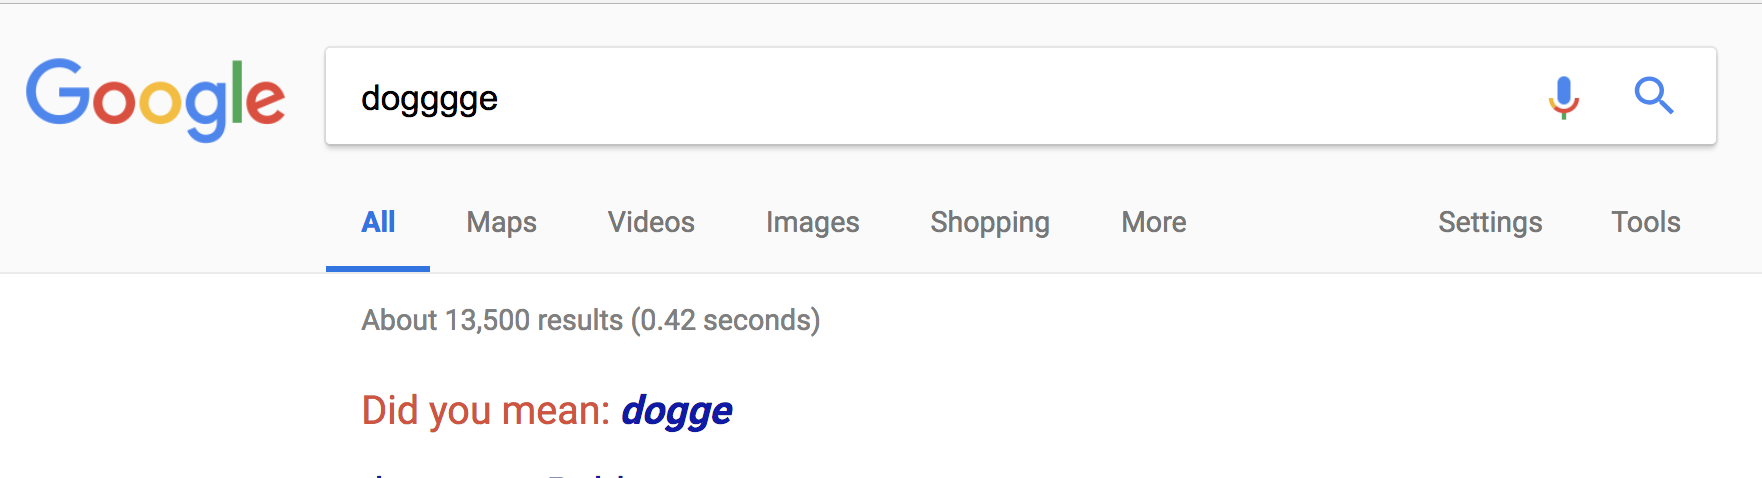 Google
dogggge
All Maps Videos Images Shopping More Settings Tools
About 13,500 results (0.42 seconds)
Did you mean: dogge